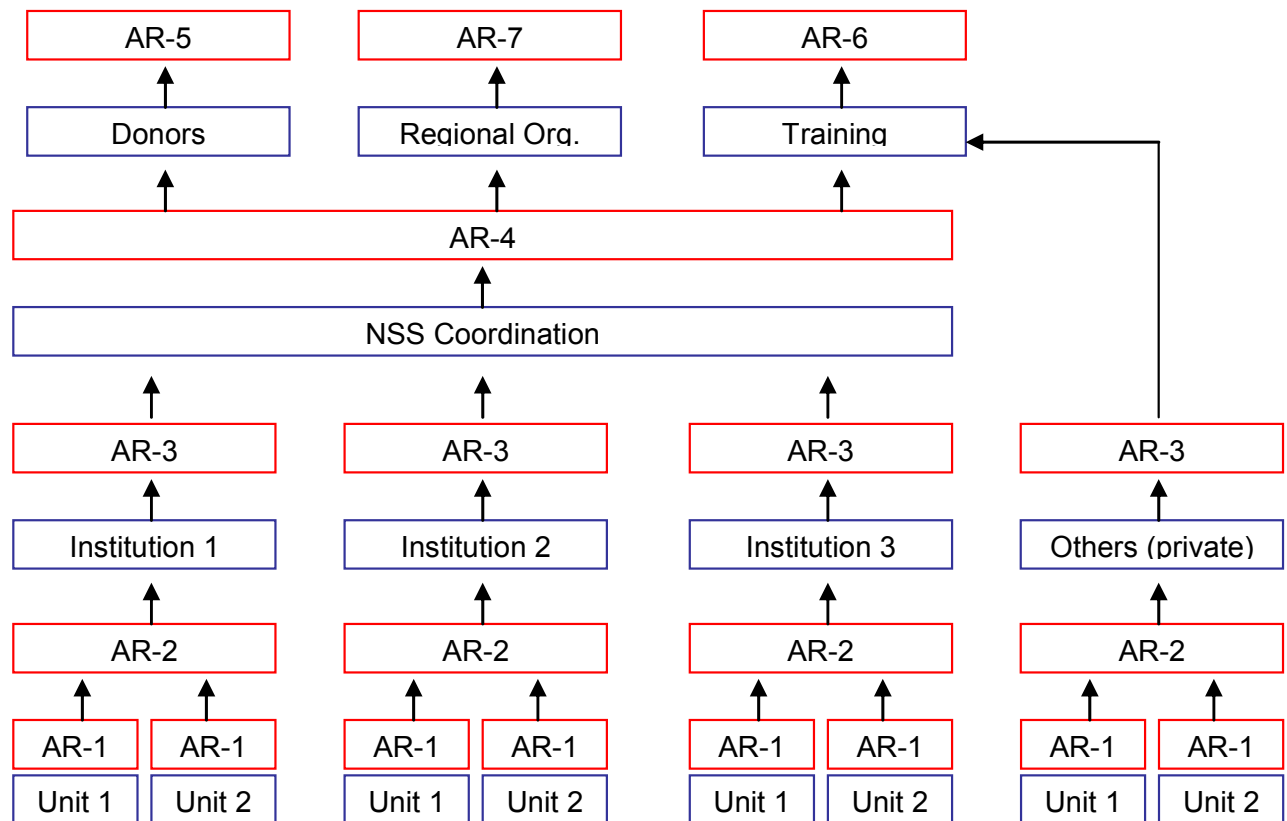 AR-5
AR-7
AR-6
Donors
Regional Org.
Training
AR-4
NSS Coordination
AR-3
AR-3
AR-3
AR-3
Institution 1
Institution 2
Institution 3
Others (private)
AR-2
AR-2
AR-2
AR-2
AR-1
AR-1
AR-1
AR-1
AR-1
AR-1
AR-1
AR-1
Unit 1
Unit 2
Unit 1
Unit 2
Unit 1
Unit 2
Unit 1
Unit 2